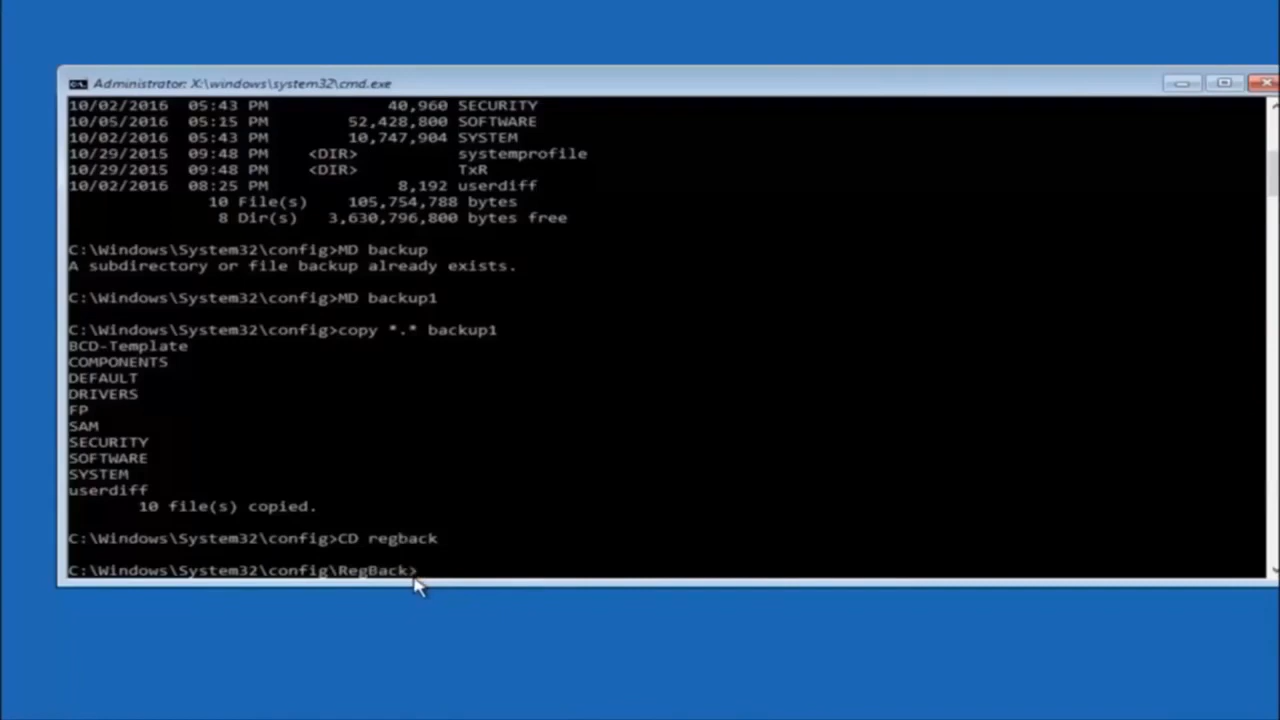 Administrator: X:\windows\system32\cmd.exe
10/02/2016  05:43 PM            40,960 SECURITY
10/05/2016  05:15 PM        52,428,800 SOFTWARE
10/02/2016  05:43 PM        10,747,904 SYSTEM
10/29/2015  09:48 PM    <DIR>          systemprofile
10/29/2015  09:48 PM    <DIR>          TxR
10/02/2016  08:25 PM             8,192 userdiff
10 File(s)    105,754,788 bytes
8 Dir(s)   3,630,796,800 bytes free
C:\Windows\System32\config>MD backup
A subdirectory or file backup already exists.
C:\Windows\System32\config>MD backup1
C:\Windows\System32\config>copy *.* backup1
BCD-Template
COMPONENTS
DEFAULT
DRIVERS
FP
SAM
SECURITY
SOFTWARE
SYSTEM
userdiff
10 file(s) copied.
C:\Windows\System32\config>CD regback
C:\Windows\System32\config\RegBack>